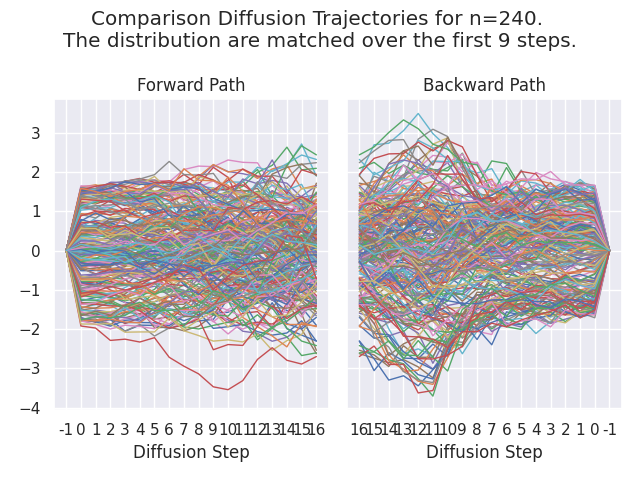 Comparison Diffusion Trajectories for n=240.
The distribution are matched over the first 9 steps.
Forward Path
Backward Path
3
2
1
0
−1
−2
−3
−4
-1 0 1 2 3 4 5 6 7 8 9 10 11 12 13 14 15 16
16 15 14 13 12 11 10 9 8 7 6 5 4 3 2 1 0 -1
Diffusion Step
Diffusion Step